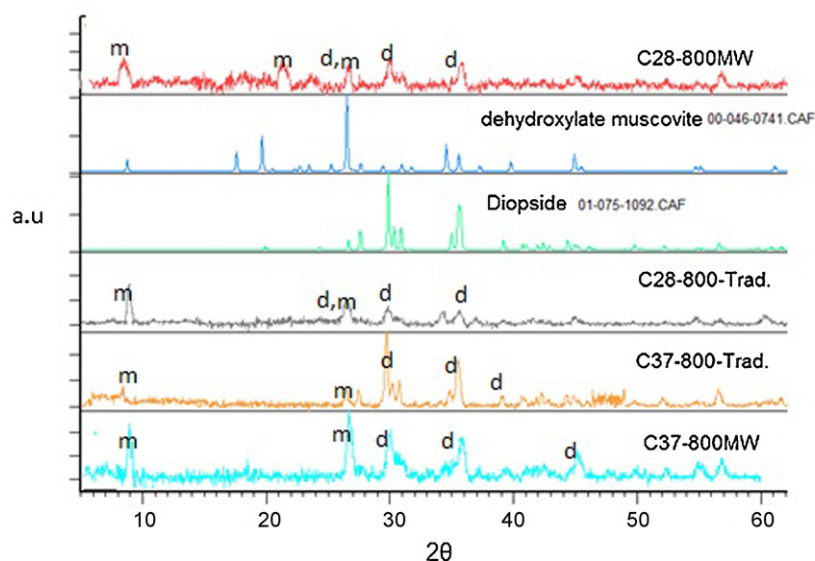 m m d,m d d C28-800MW
dehydroxylate muscovite 00-046-0741.CAF
Diopside 01-075-1092.CAF
a.u
m d,m d d C28-800-Trad.
m m d d d C37-800-Trad.
m m d d d C37-800MW
10 20 30 40 50 60
2θ